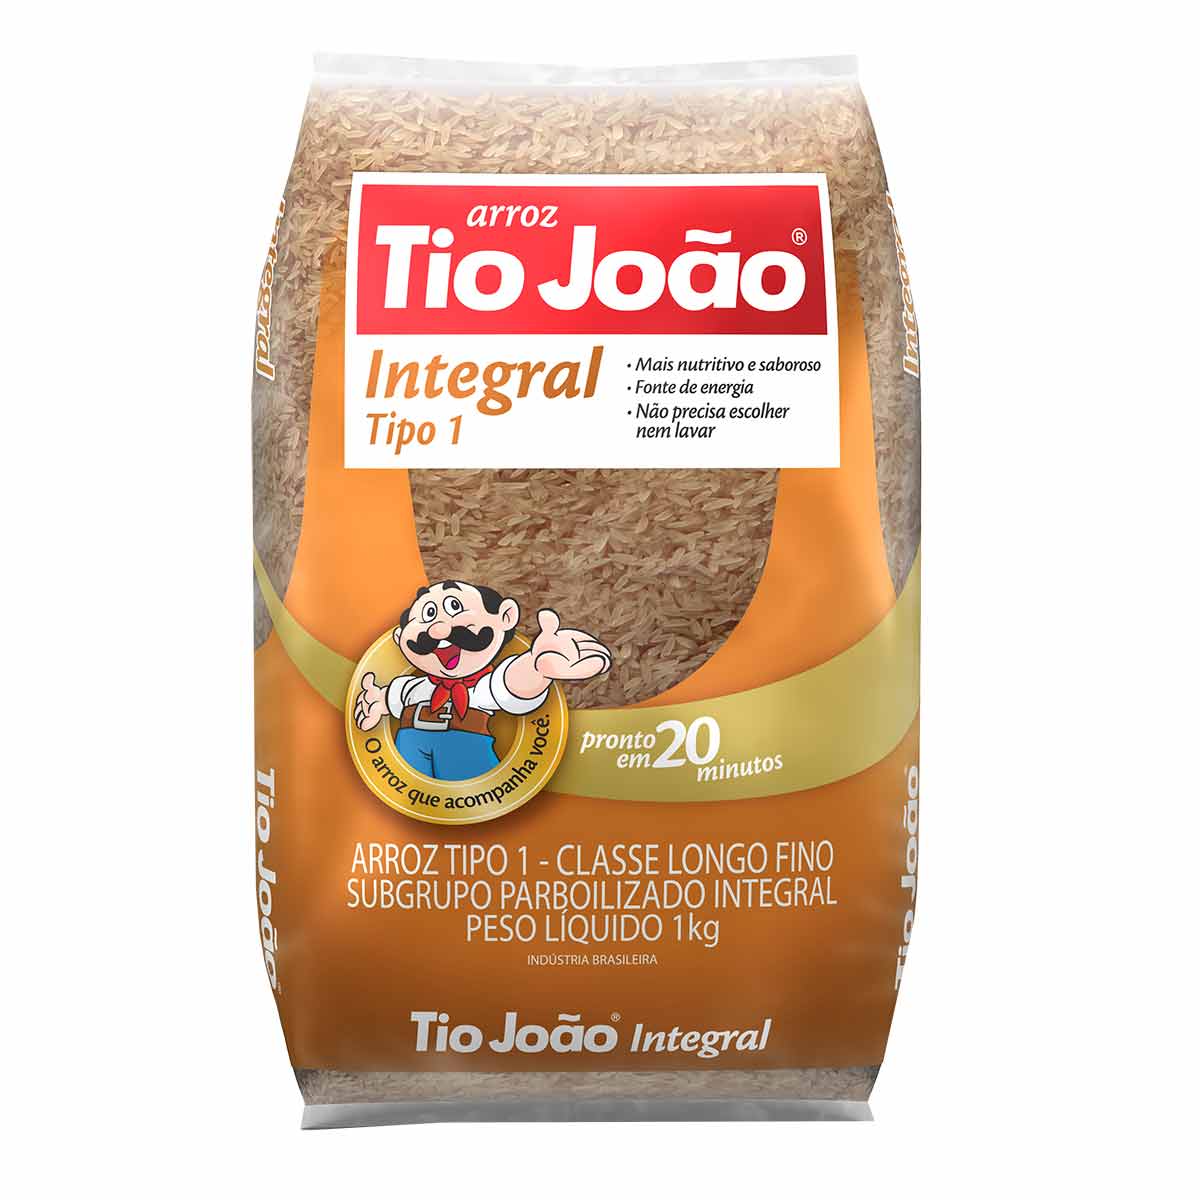 arroz
Tio João®
Integral
Tipo 1
· Mais nutritivo e saboroso
· Fonte de energia
· Não precisa escolher
nem lavar
Integral
Integral
O arroz que acompanha você.
pronto
em 20
minutos
ARROZ TIPO 1 - CLASSE LONGO FINO
SUBGRUPO PARBOILIZADO INTEGRAL
PESO LÍQUIDO 1kg
INDÚSTRIA BRASILEIRA
Tio João
Tio João
Tio João® Integral